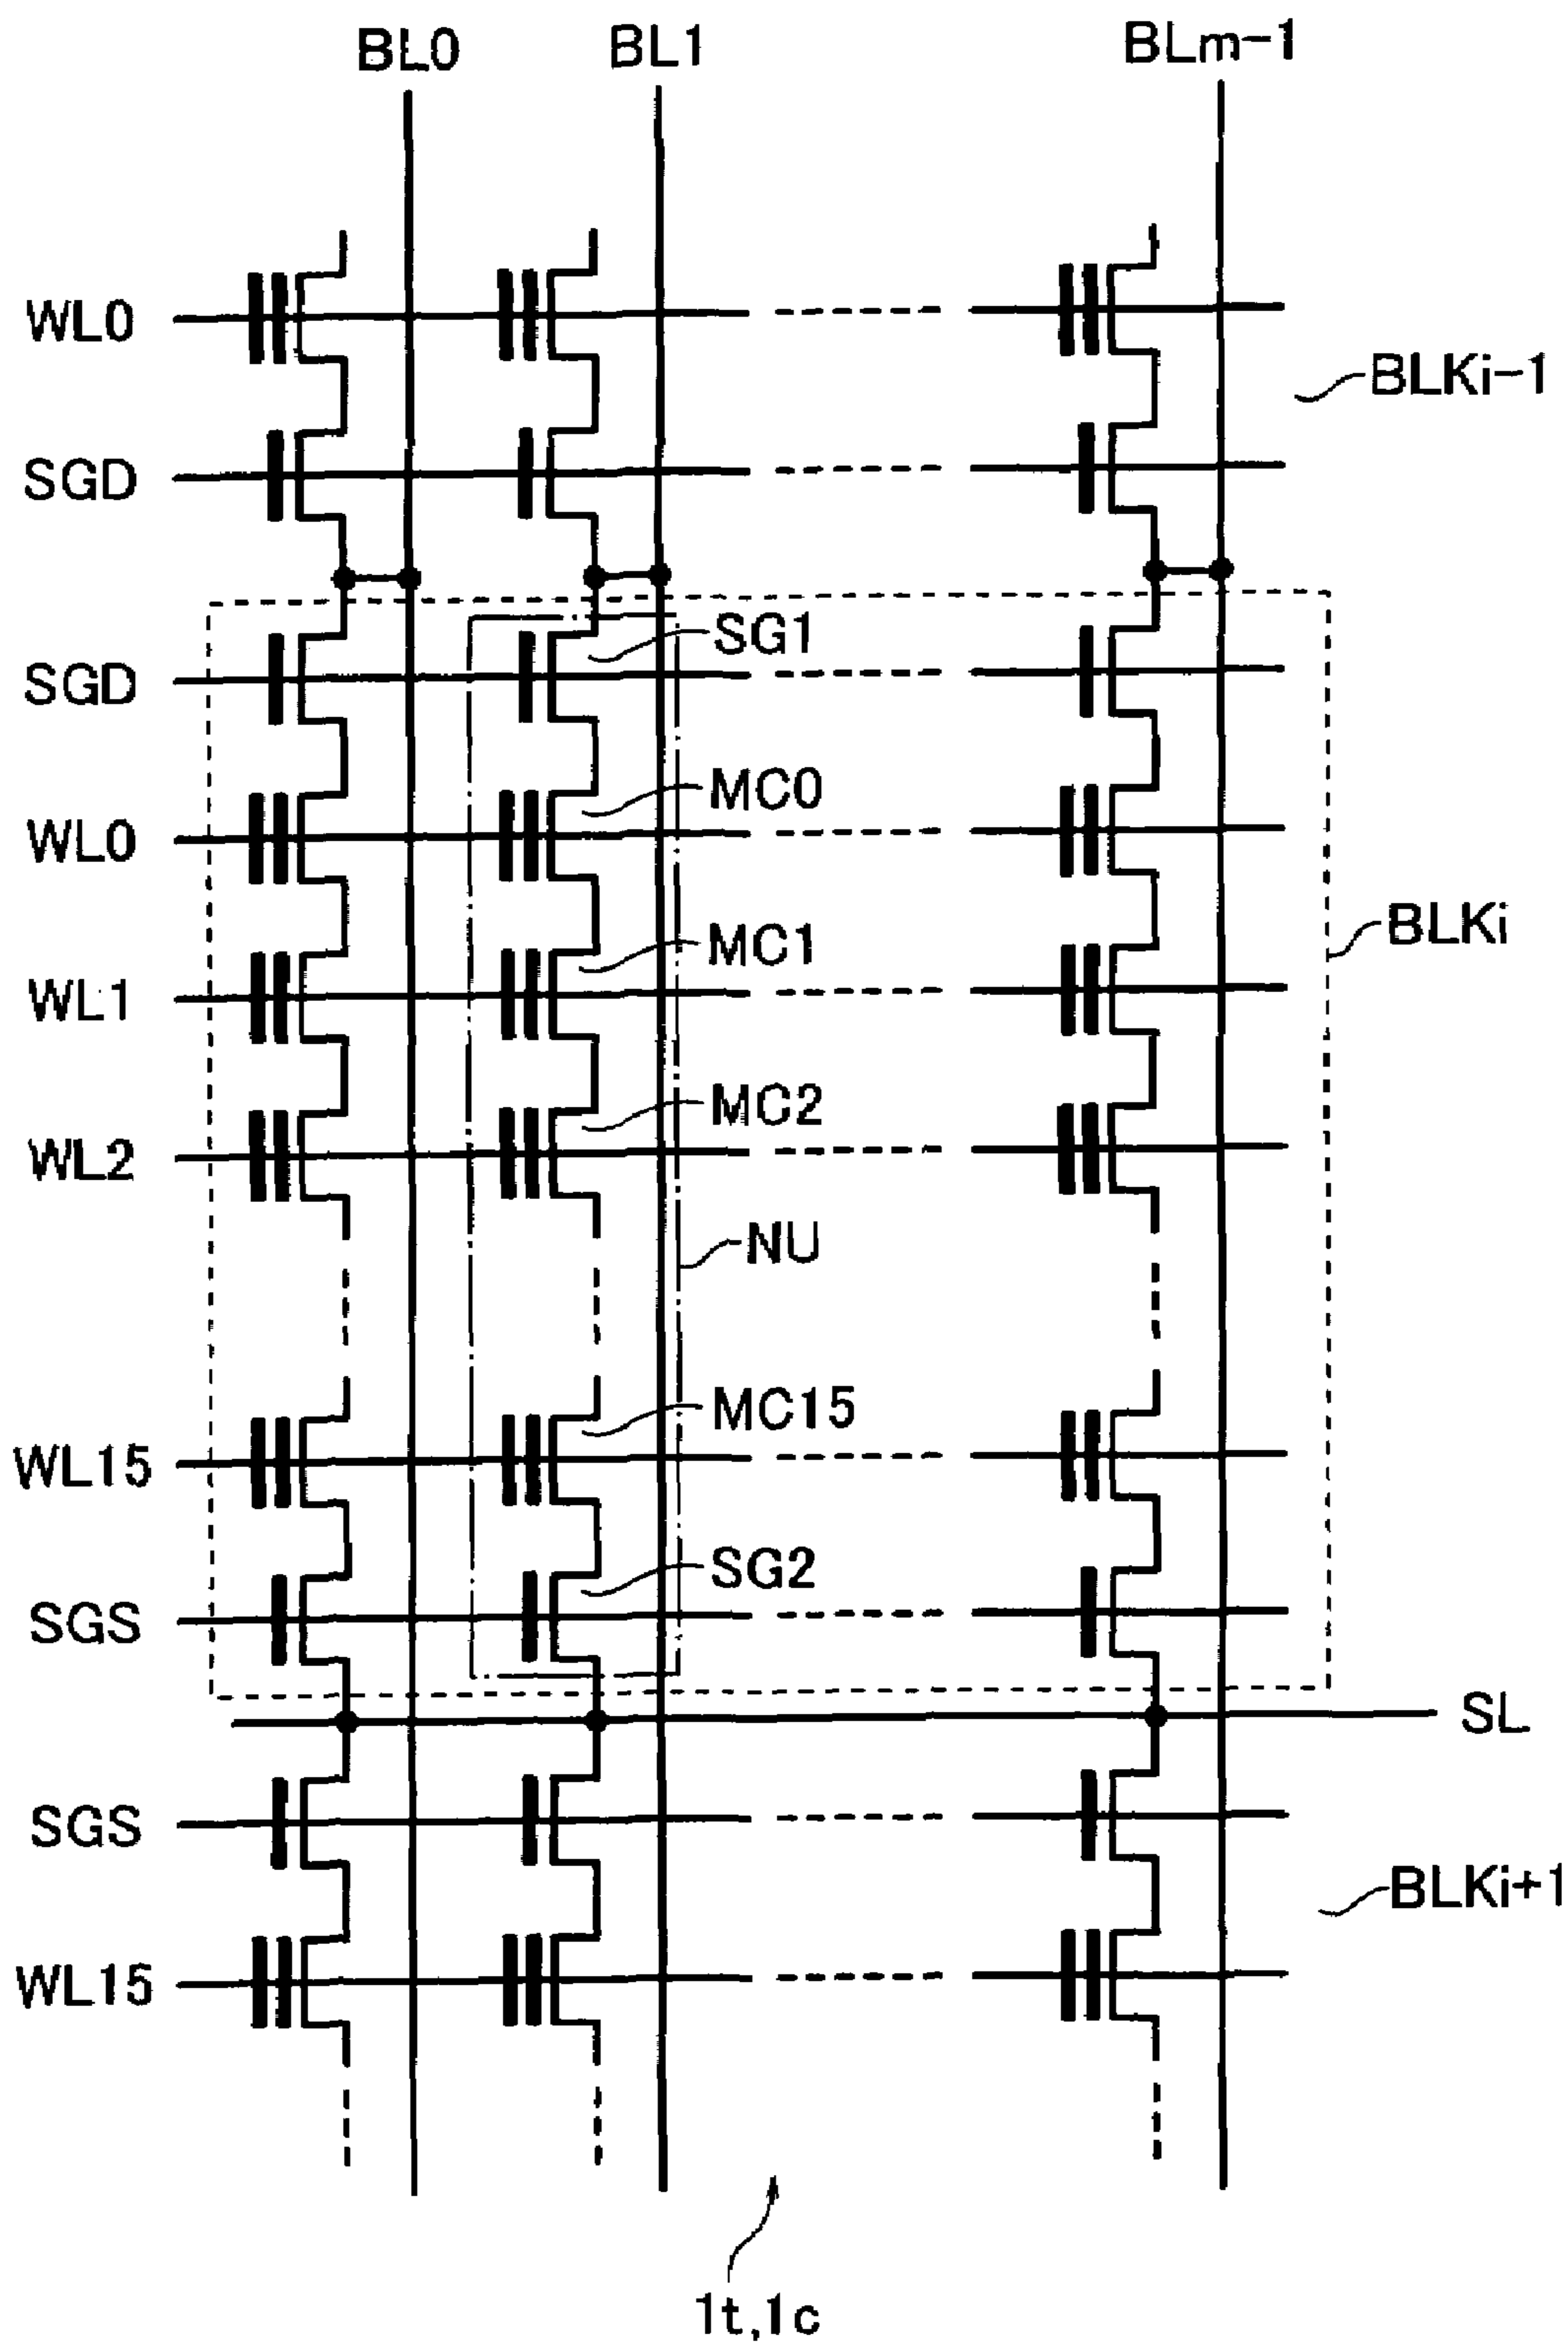 BL0 BL1 BLm-1
WL0
BLKi-1
SGD
SG1
SGD
MC0
WL0
BLKi
MC1
WL1
MC2
WL2
NU
MC15
WL15
SG2
SGS
SL
SGS
BLKi+1
WL15
1t,1c